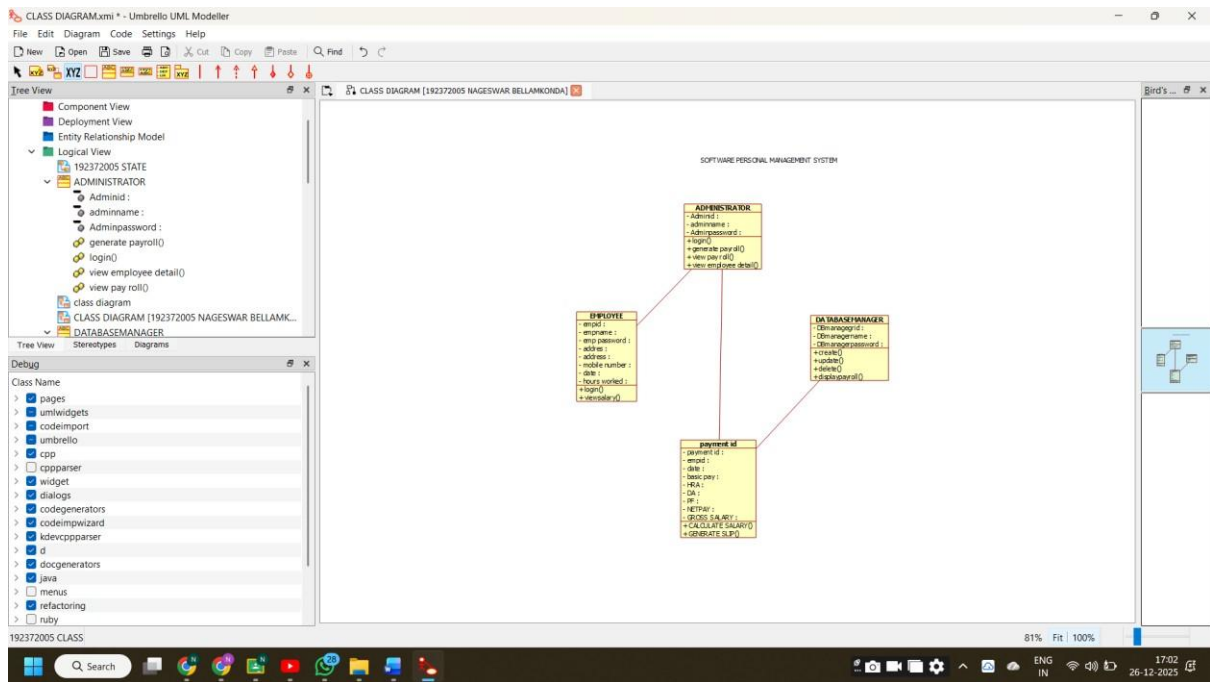 CLASS DIAGRAM.xmi * - Umbrello UML Modeller
File Edit Diagram Code Settings Help
New Open Save Cut Copy Paste Find
XYZ
Tree View
Component View
Deployment View
Entity Relationship Model
Logical View
192372005 STATE
ADMINISTRATOR
Adminid :
adminname :
Adminpassword :
generate payroll()
login()
view employee detail()
view pay roll()
class diagram
CLASS DIAGRAM [192372005 NAGESWAR BELLAMK...
DATABASEMANAGER
Tree View Stereotypes Diagrams
Debug
Class Name
pages
umlwidgets
codeimport
umbrello
cpp
cppparser
widget
dialogs
codegenerators
codeimpwizard
kdevcppparser
d
docgenerators
java
menus
refactoring
ruby
CLASS DIAGRAM [192372005 NAGESWAR BELLAMKONDA]
SOFTWARE PERSONAL MANAGEMENT SYSTEM
ADMINISTRATOR
- Adminid :
- adminname :
- Adminpassword :
+ login()
+ generate payroll()
+ view pay roll()
+ view employee detail()
EMPLOYEE
- empid :
- empname :
- emp password :
- addres :
- address :
- mobile number :
- date :
- hours worked :
+ login()
+ viewsalary()
DATABASEMANAGER
- DBmanagegrid :
- DBmanagername :
- DBmanagerpassword :
+ create()
+ update()
+ delete()
+ displaypayroll()
payment id
- payment id :
- empid :
- date :
- basic pay :
- HRA :
- DA :
- PF :
- NETPAY :
- GROSS SALARY :
+ CALCULATE SALARY()
+ GENERATE SLIP()
Bird's ...
192372005 CLASS
81% Fit 100%
Search
28
ENG
IN
17:02
26-12-2025